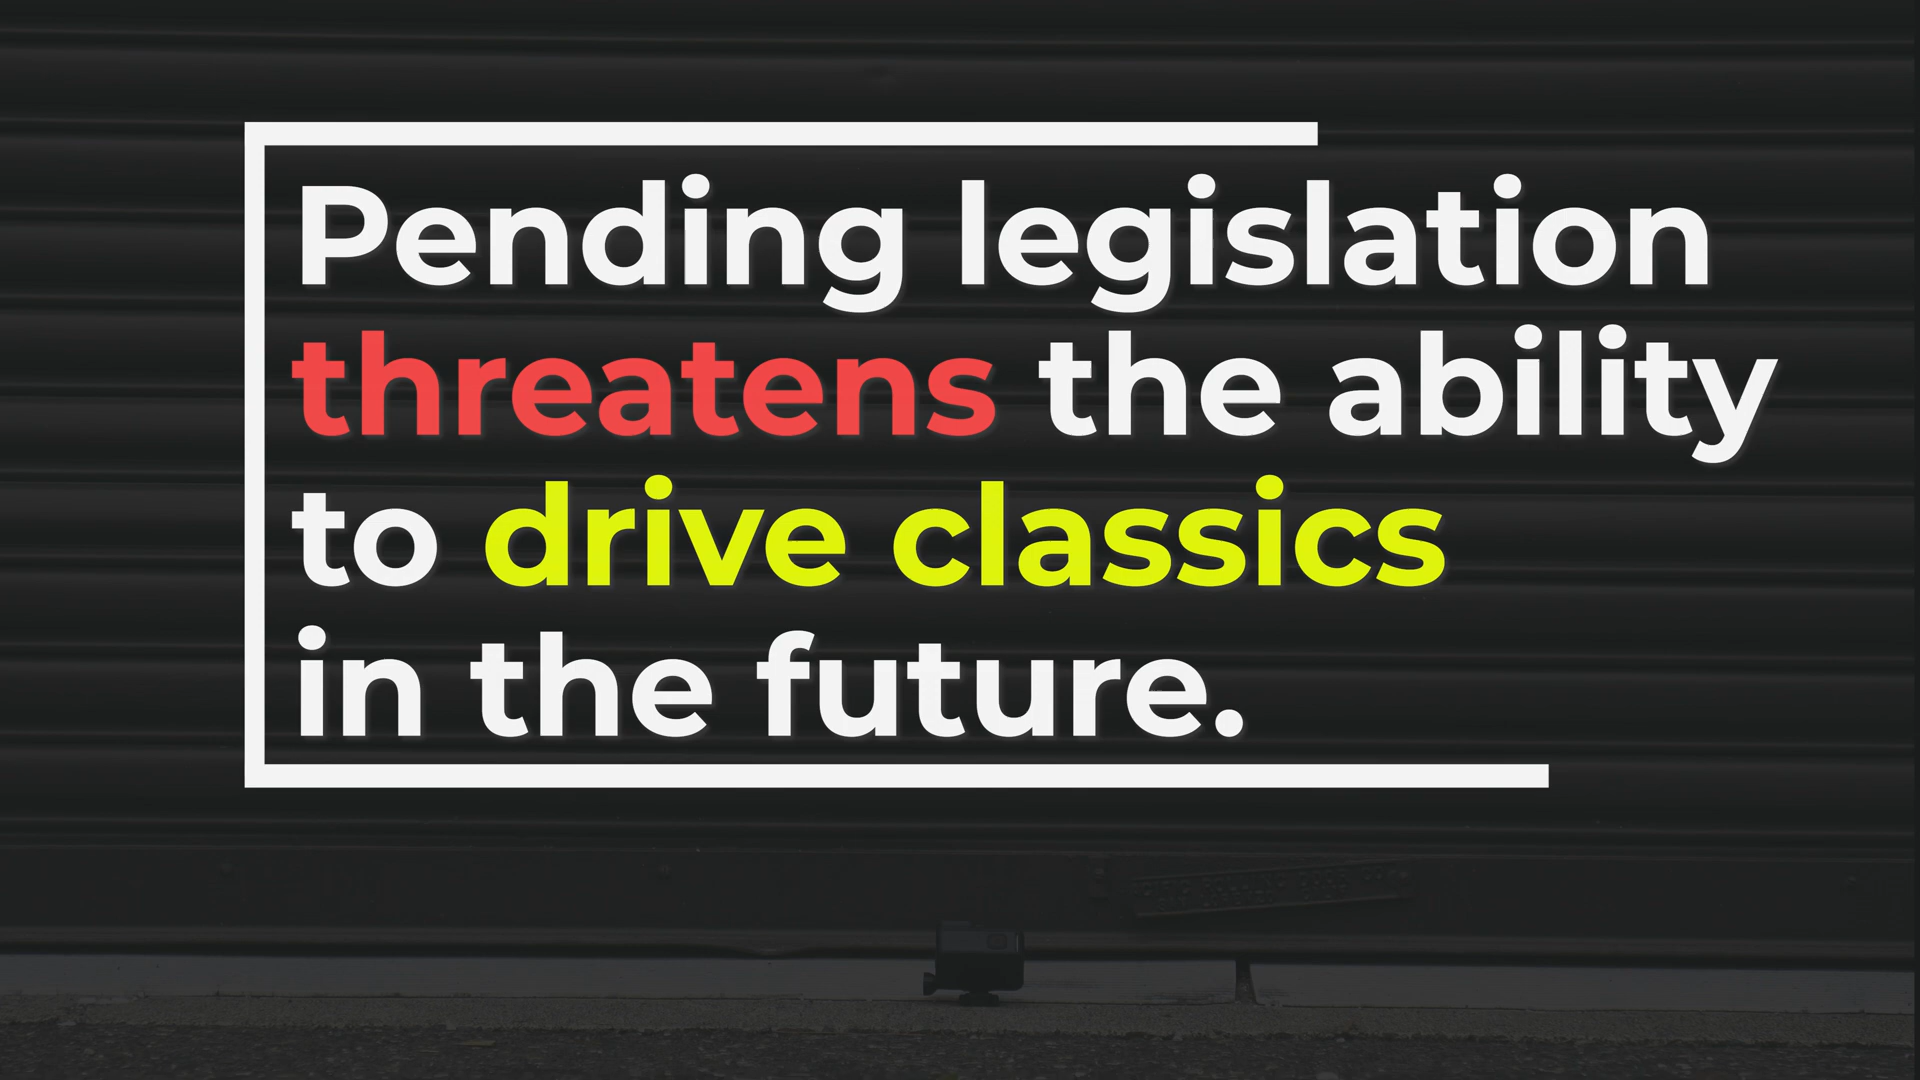 Pending legislation
threatens the ability
to drive classics
in the future.